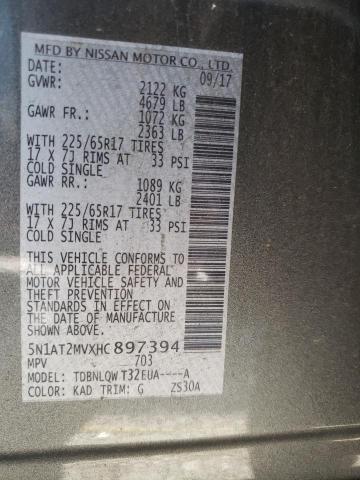 MFD BY NISSAN MOTOR CO., LTD.
DATE: 09/17
GVWR: 2122 KG
4679 LB
GAWR FR.: 1072 KG
2363 LB
WITH 225/65R17 TIRES
17 X 7J RIMS AT 33 PSI
COLD SINGLE
GAWR RR.: 1089 KG
2401 LB
WITH 225/65R17 TIRES
17 X 7J RIMS AT 33 PSI
COLD SINGLE
THIS VEHICLE CONFORMS TO
ALL APPLICABLE FEDERAL
MOTOR VEHICLE SAFETY AND
THEFT PREVENTION
STANDARDS IN EFFECT ON
THE DATE OF MANUFACTURE
SHOWN ABOVE.
5N1AT2MVXHC897394
MPV 703
MODEL: TDBNLQWT32EUA----A
COLOR: KAD TRIM: G ZS30A